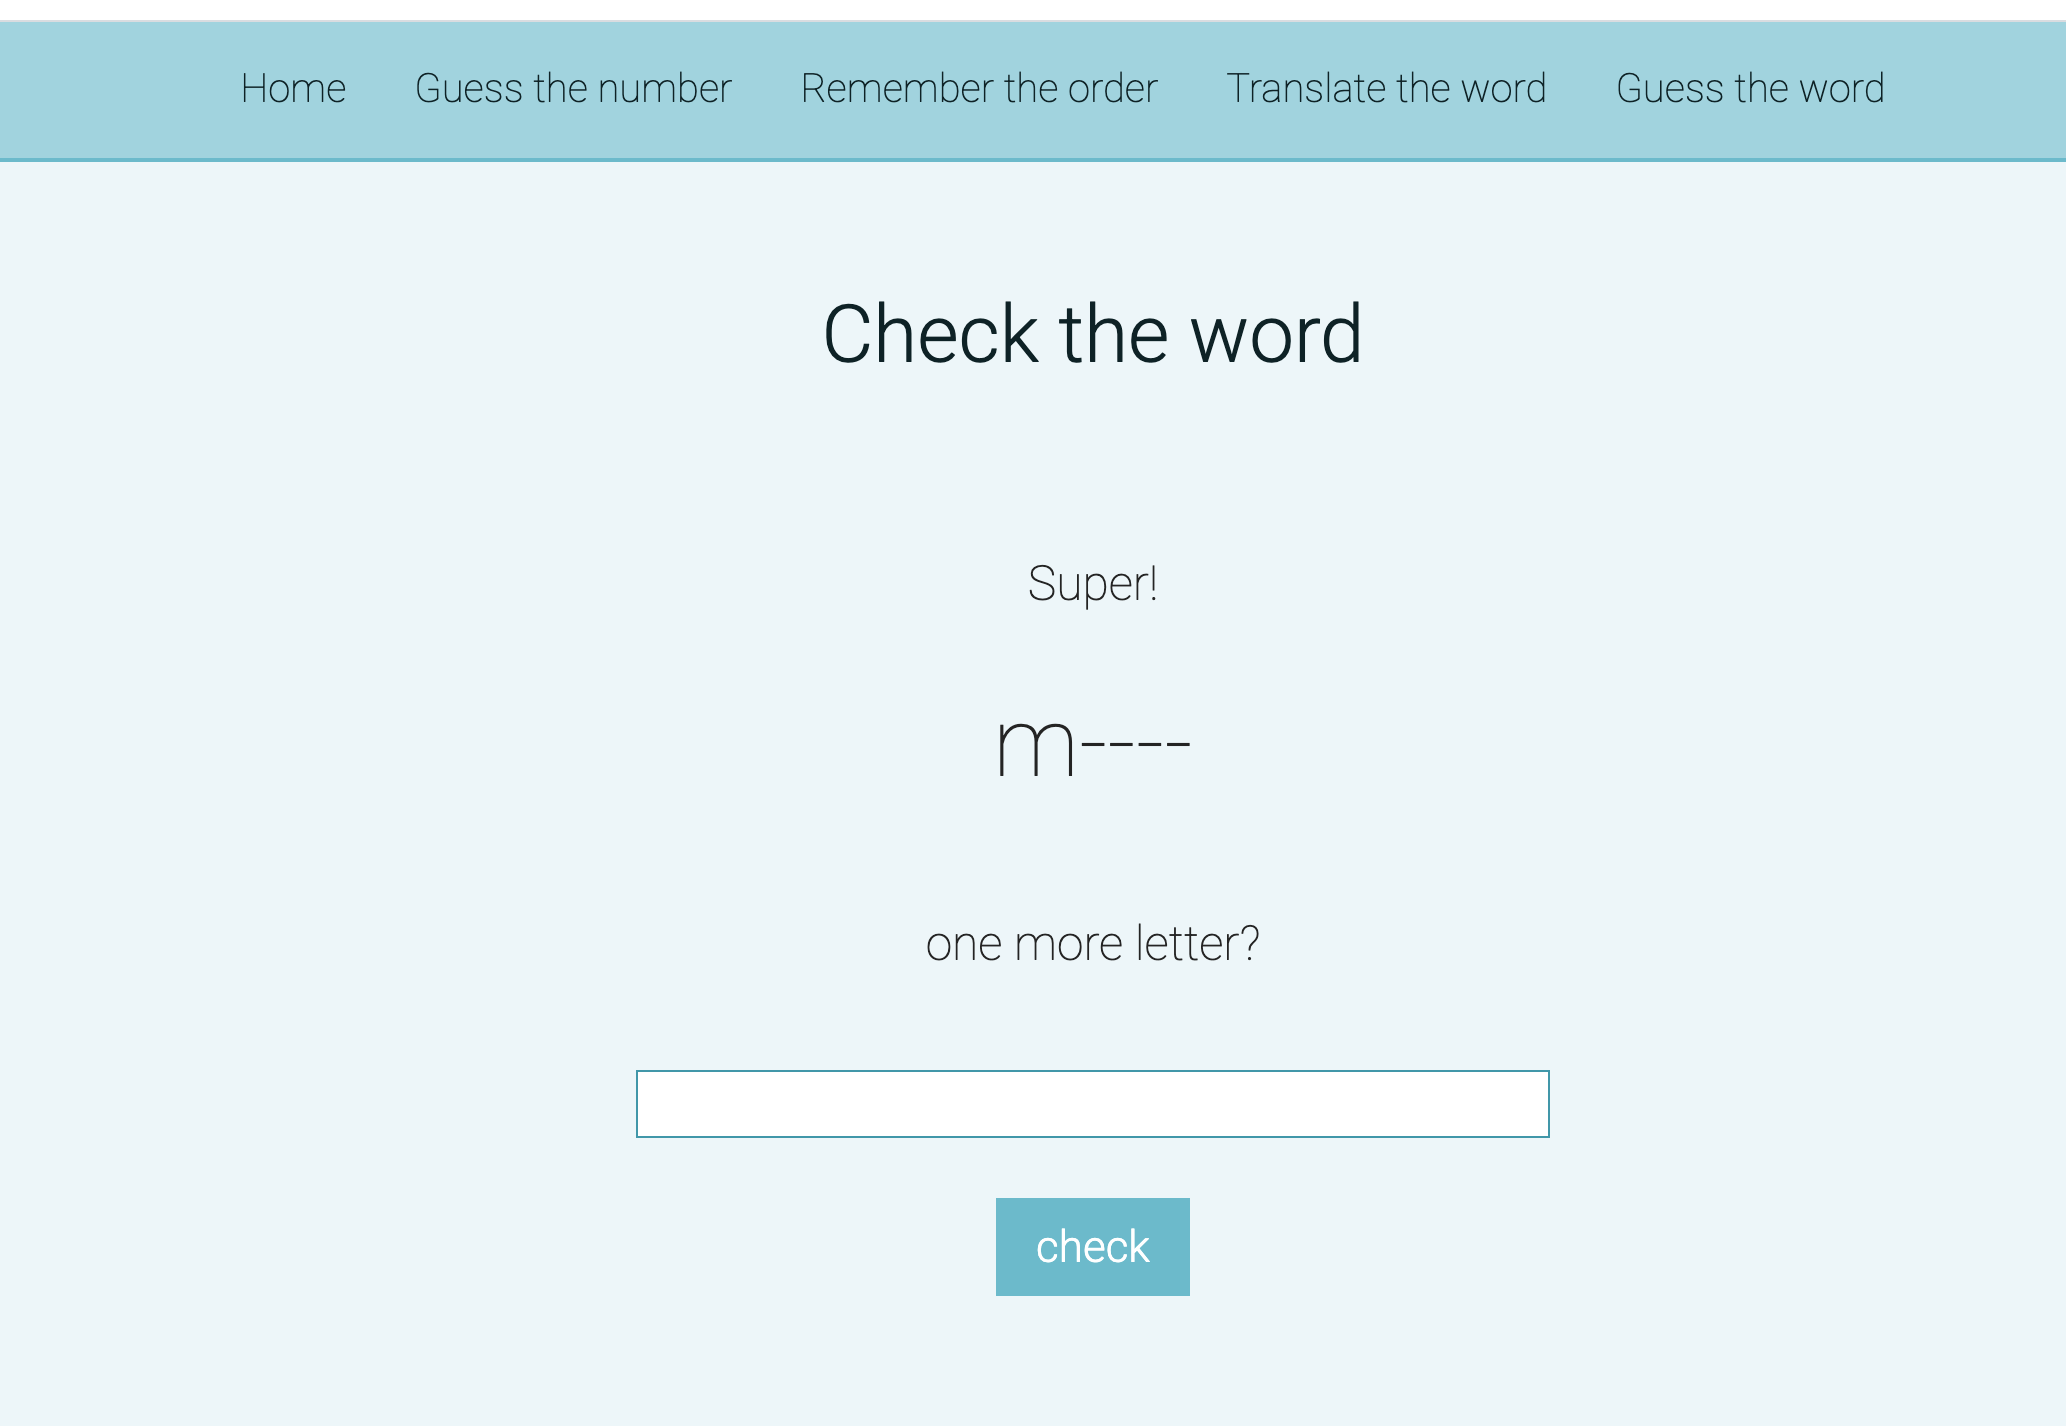 Home Guess the number Remember the order Translate the word Guess the word
Check the word
Super!
m----
one more letter?
check